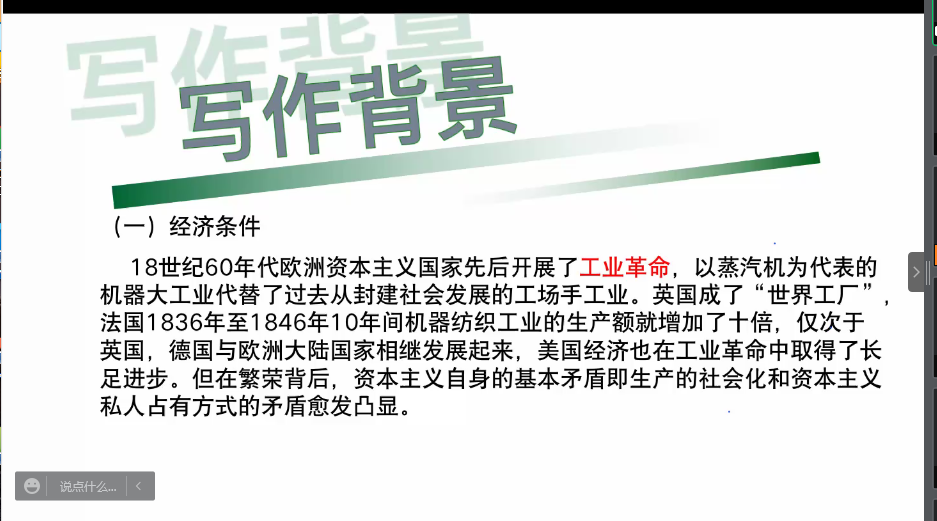 写作背景
（一）经济条件
18世纪60年代欧洲资本主义国家先后开展了工业革命，以蒸汽机为代表的
机器大工业代替了过去从封建社会发展的工场手工业。英国成了“世界工厂”，
法国1836年至1846年10年间机器纺织工业的生产额就增加了十倍，仅次于
英国，德国与欧洲大陆国家相继发展起来，美国经济也在工业革命中取得了长
足进步。但在繁荣背后，资本主义自身的基本矛盾即生产的社会化和资本主义
私人占有方式的矛盾愈发凸显。
说点什么...